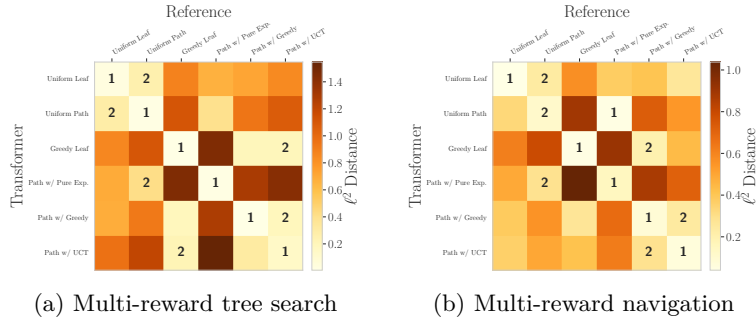 Reference
Uniform Leaf
Uniform Path
Greedy Leaf
Path w/ Pure Exp.
Path w/ Greedy
Path w/ UCT
Transformer
Uniform Leaf 1 2
Uniform Path 2 1
Greedy Leaf 1 2
Path w/ Pure Exp. 2 1
Path w/ Greedy 1 2
Path w/ UCT 2 1
1.4
1.2
1.0
0.8
0.6
0.4
0.2
ℓ² Distance
(a) Multi-reward tree search
Reference
Uniform Leaf
Uniform Path
Greedy Leaf
Path w/ Pure Exp.
Path w/ Greedy
Path w/ UCT
Transformer
Uniform Leaf 1 2
Uniform Path 2 1
Greedy Leaf 1 2
Path w/ Pure Exp. 2 1
Path w/ Greedy 1 2
Path w/ UCT 2 1
1.0
0.8
0.6
0.4
0.2
ℓ² Distance
(b) Multi-reward navigation